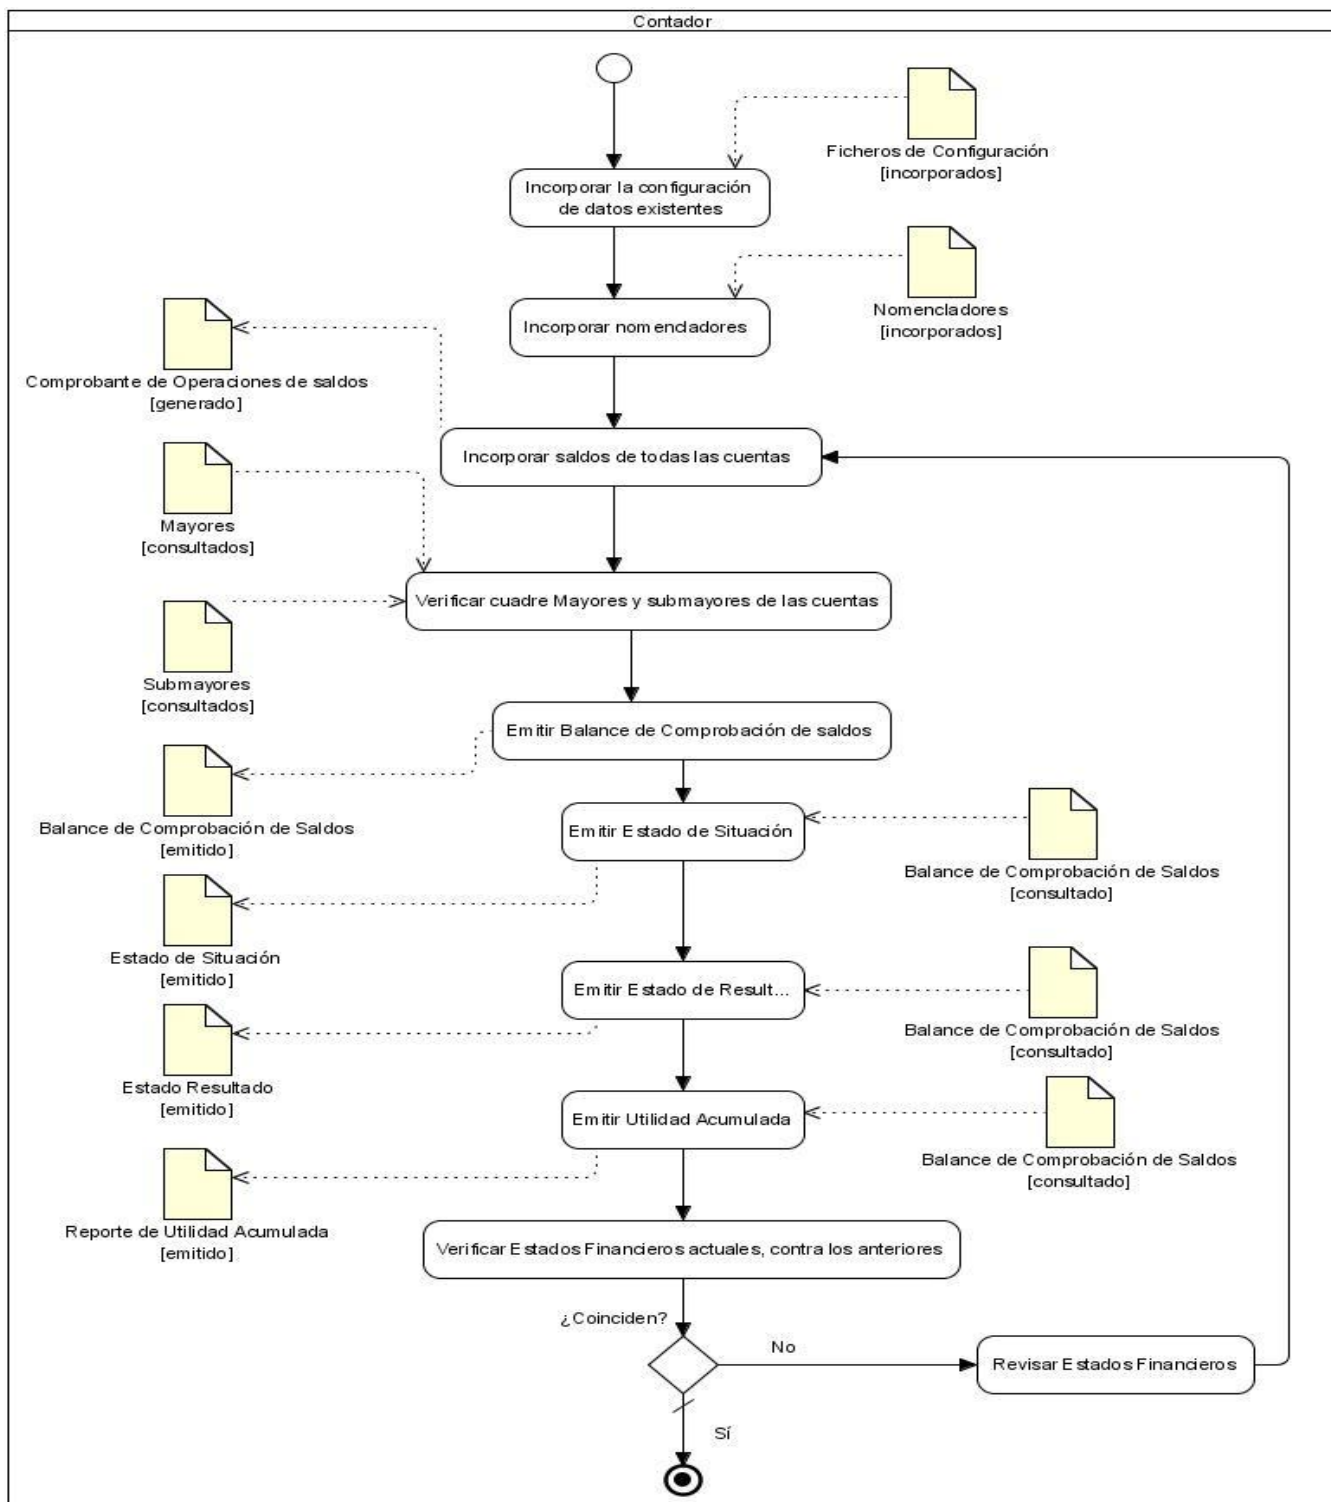 Contador
Ficheros de Configuración
[incorporados]
Incorporar la configuración
de datos existentes
Nomencladores
[incorporados]
Incorporar nomencladores
Comprobante de Operaciones de saldos
[generado]
Incorporar saldos de todas las cuentas
Mayores
[consultados]
Verificar cuadre Mayores y submayores de las cuentas
Submayores
[consultados]
Emitir Balance de Comprobación de saldos
Balance de Comprobación de Saldos
[emitido]
Emitir Estado de Situación
Balance de Comprobación de Saldos
[consultado]
Estado de Situación
[emitido]
Emitir Estado de Result...
Balance de Comprobación de Saldos
[consultado]
Estado Resultado
[emitido]
Emitir Utilidad Acumulada
Balance de Comprobación de Saldos
[consultado]
Reporte de Utilidad Acumulada
[emitido]
Verificar Estados Financieros actuales, contra los anteriores
¿Coinciden?
No
Revisar Estados Financieros
Sí